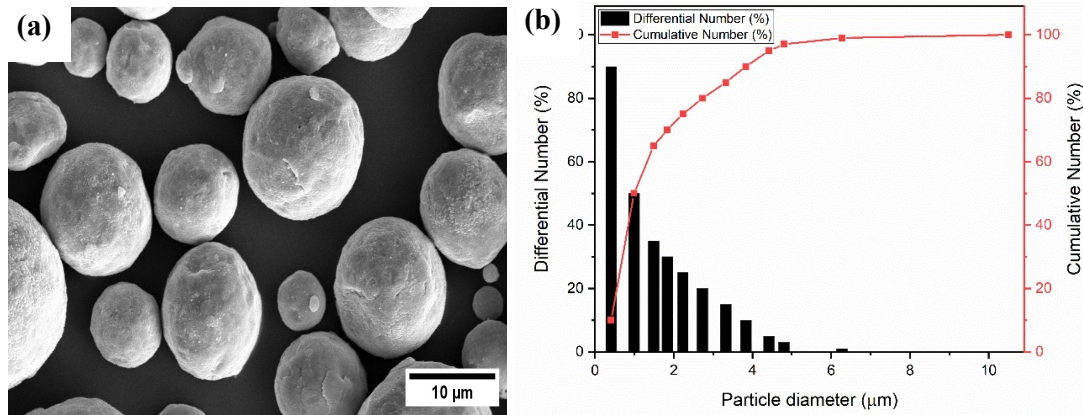 (a)
10 µm
(b)
Differential Number (%)
Cumulative Number (%)
Differential Number (%)
80
60
40
20
0
0
2
4
6
8
10
Particle diameter (µm)
100
80
60
40
20
0
Cumulative Number (%)